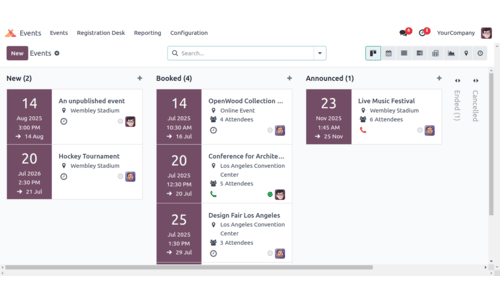 Events Events Registration Desk Reporting Configuration YourCompany
New Events Search...
New (2)
14
Aug 2025
3:00 PM
→ 14 Aug
An unpublished event
Wembley Stadium
20
Jul 2026
2:30 PM
→ 21 Jul
Hockey Tournament
Wembley Stadium
Booked (4)
14
Jul 2025
10:30 AM
→ 16 Jul
OpenWood Collection ...
Online Event
4 Attendees
20
Jul 2025
12:30 PM
→ 20 Jul
Conference for Archite...
Los Angeles Convention
Center
5 Attendees
25
Jul 2025
1:30 PM
→ 29 Jul
Design Fair Los Angeles
Los Angeles Convention
Center
3 Attendees
Announced (1)
23
Nov 2025
1:45 AM
→ 25 Nov
Live Music Festival
Wembley Stadium
6 Attendees
Ended (1)
Cancelled